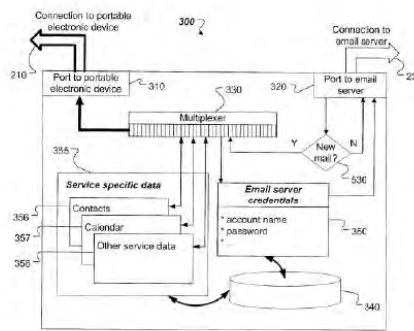 Connection to portable
electronic device
300
Connection to
email server
210
Port to portable
electronic device
310
330
320
Port to email
server
Multiplexer
355
Y
New
mail?
N
530
Service specific data
356
Contacts
357
Calendar
Other service data
358
Email server
credentials
• account name
• password
• ...
350
340